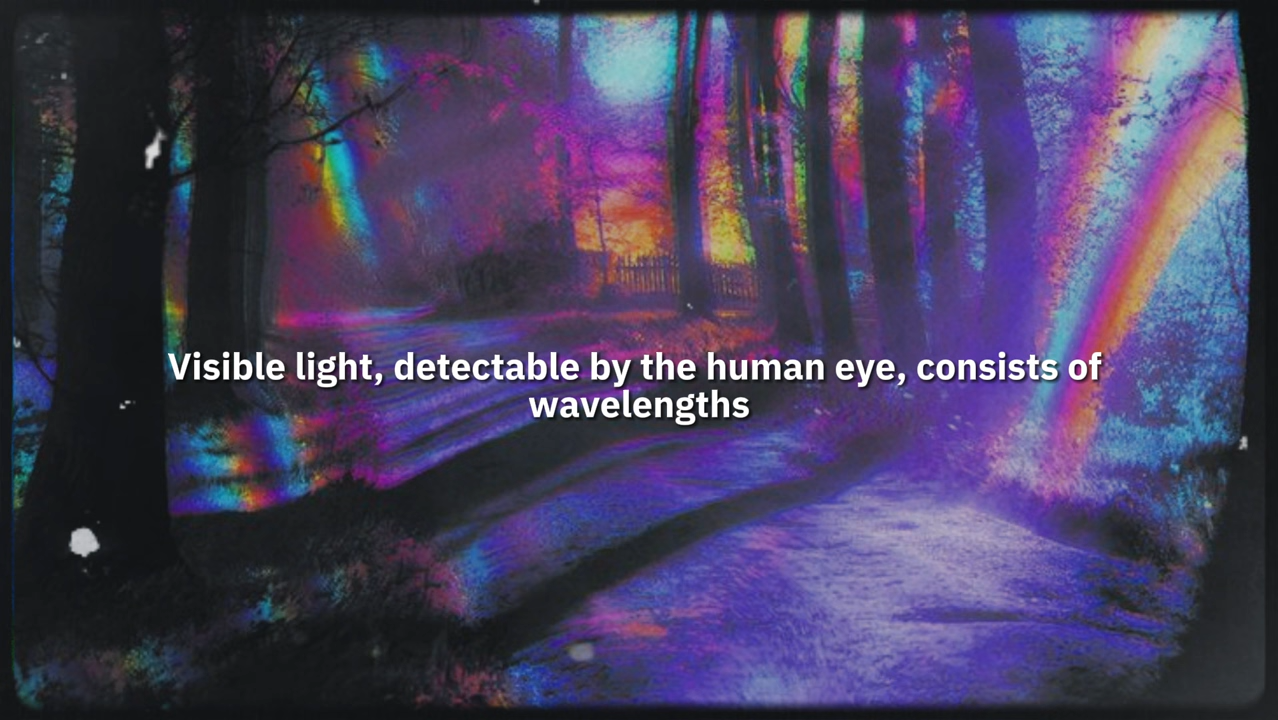 Visible light, detectable by the human eye, consists of
wavelengths